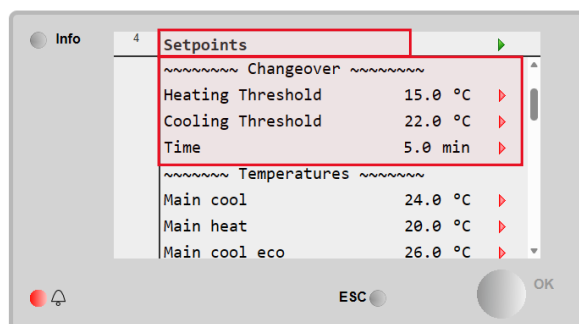 Info
4 Setpoints
~~~~~~~~ Changeover ~~~~~~~~
Heating Threshold 15.0 °C
Cooling Threshold 22.0 °C
Time 5.0 min
~~~~~~~ Temperatures ~~~~~~~
Main cool 24.0 °C
Main heat 20.0 °C
Main cool eco 26.0 °C
ESC
OK